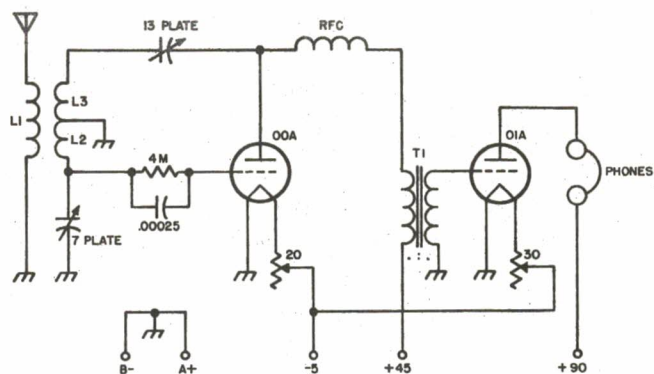 13 PLATE
RFC
L3
L1
L2
00A
01A
4M
T1
PHONES
.00025
7 PLATE
20
30
B-
A+
-5
+45
+90